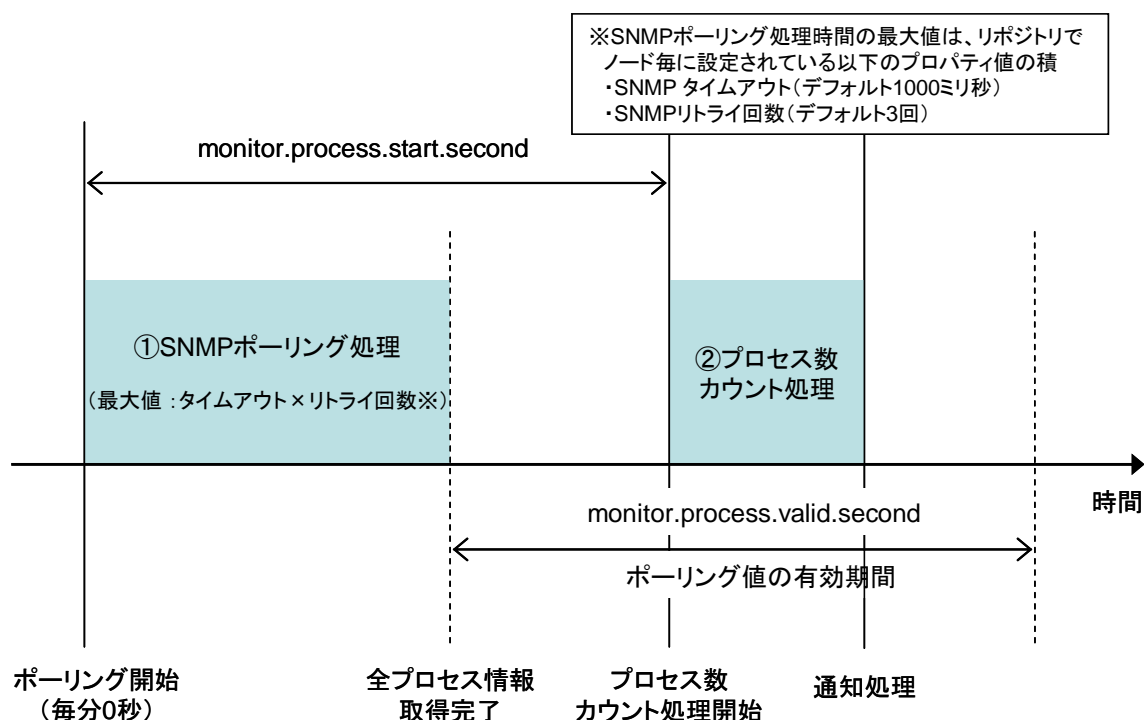 ※SNMPポーリング処理時間の最大値は、リポジトリで
ノード毎に設定されている以下のプロパティ値の積
・SNMP タイムアウト(デフォルト1000ミリ秒)
・SNMPリトライ回数(デフォルト3回)
monitor.process.start.second
①SNMPポーリング処理
(最大値 :タイムアウト×リトライ回数※)
②プロセス数
カウント処理
時間
monitor.process.valid.second
ポーリング値の有効期間
ポーリング開始
(毎分0秒)
全プロセス情報
取得完了
プロセス数
カウント処理開始
通知処理